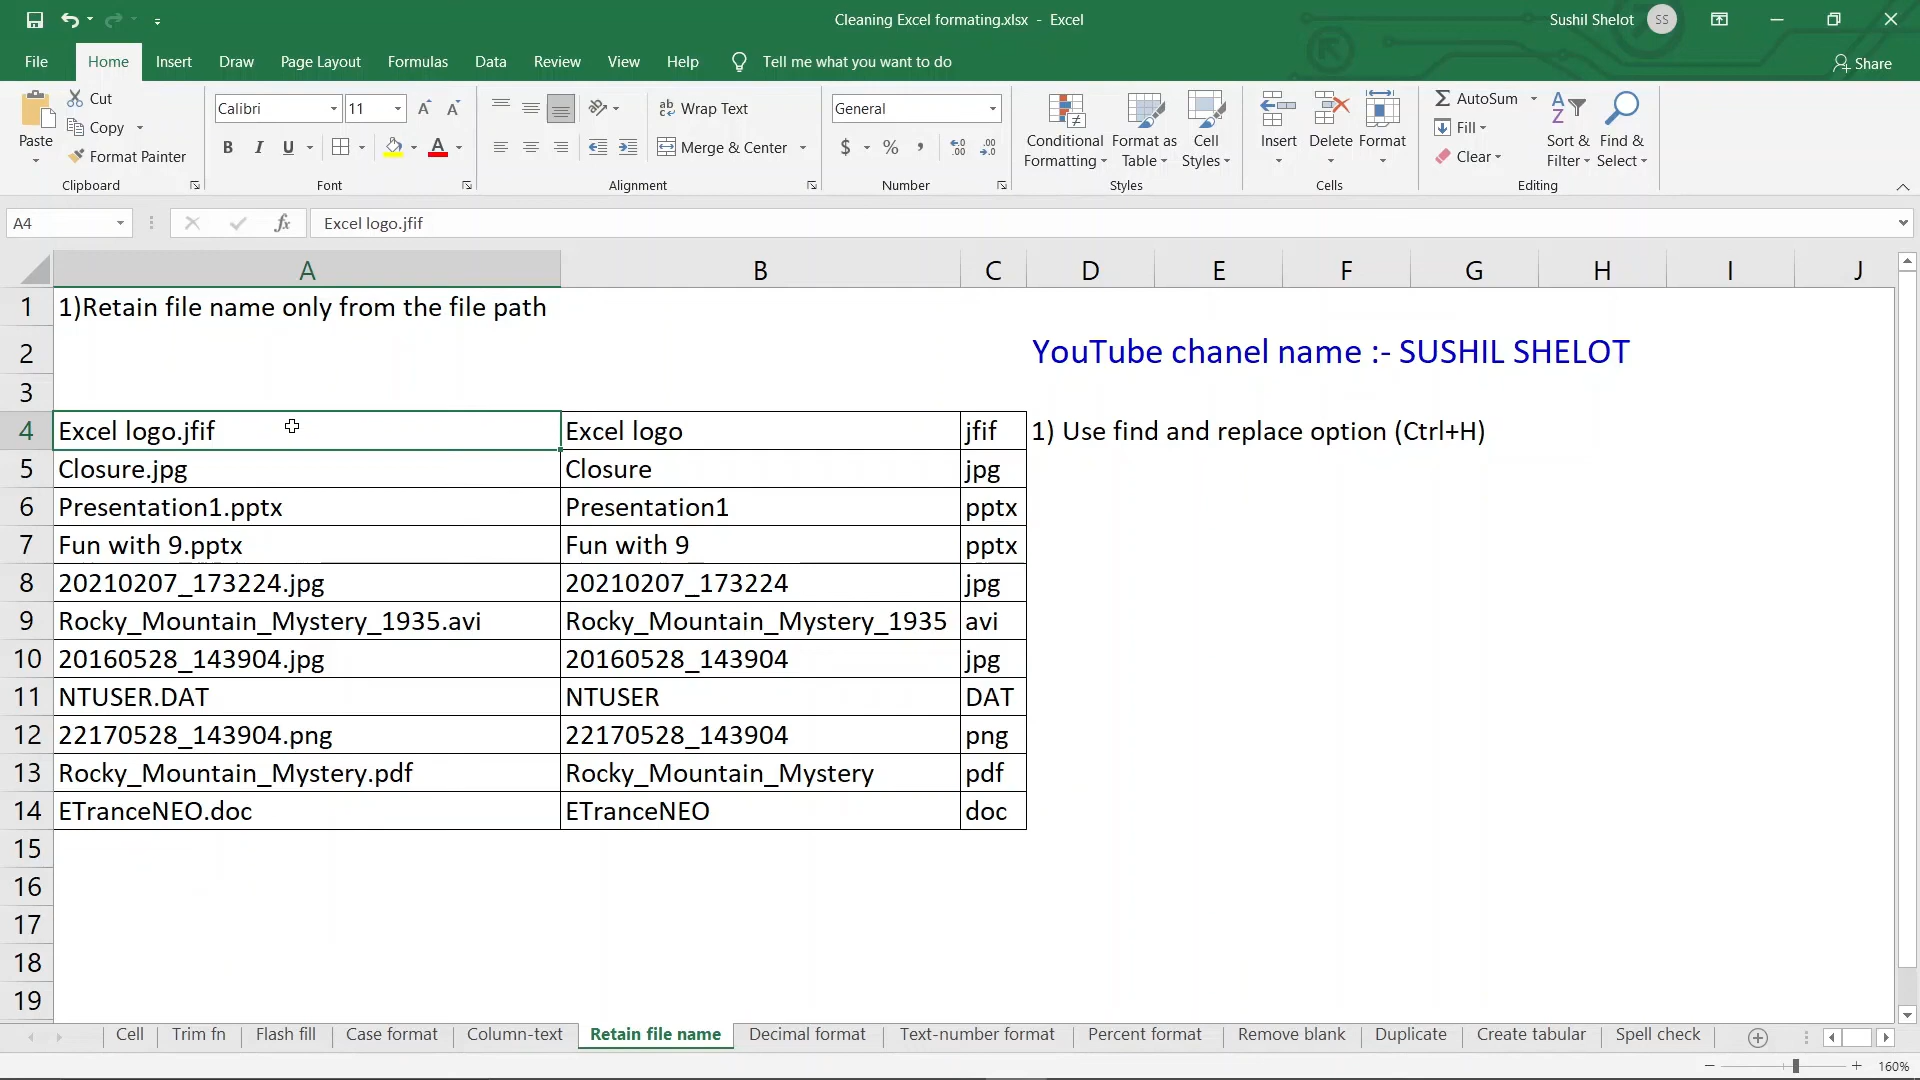 Cleaning Excel formating.xlsx - Excel
Sushil Shelot SS
File Home Insert Draw Page Layout Formulas Data Review View Help Tell me what you want to do Share
Paste
Cut
Copy
Format Painter
Clipboard
Calibri 11
B I U A
Font
Wrap Text
Merge & Center
Alignment
General
$ % ,
Number
Conditional Formatting
Format as Table
Cell Styles
Styles
Insert Delete Format
Cells
AutoSum
Fill
Clear
Sort & Filter
Find & Select
Editing
A4 fx Excel logo.jfif
A B C D E F G H I J
1 1)Retain file name only from the file path
2 YouTube chanel name :- SUSHIL SHELOT
3
4 Excel logo.jfif Excel logo jfif 1) Use find and replace option (Ctrl+H)
5 Closure.jpg Closure jpg
6 Presentation1.pptx Presentation1 pptx
7 Fun with 9.pptx Fun with 9 pptx
8 20210207_173224.jpg 20210207_173224 jpg
9 Rocky_Mountain_Mystery_1935.avi Rocky_Mountain_Mystery_1935 avi
10 20160528_143904.jpg 20160528_143904 jpg
11 NTUSER.DAT NTUSER DAT
12 22170528_143904.png 22170528_143904 png
13 Rocky_Mountain_Mystery.pdf Rocky_Mountain_Mystery pdf
14 ETranceNEO.doc ETranceNEO doc
15
16
17
18
19
Cell Trim fn Flash fill Case format Column-text Retain file name Decimal format Text-number format Percent format Remove blank Duplicate Create tabular Spell check
160%